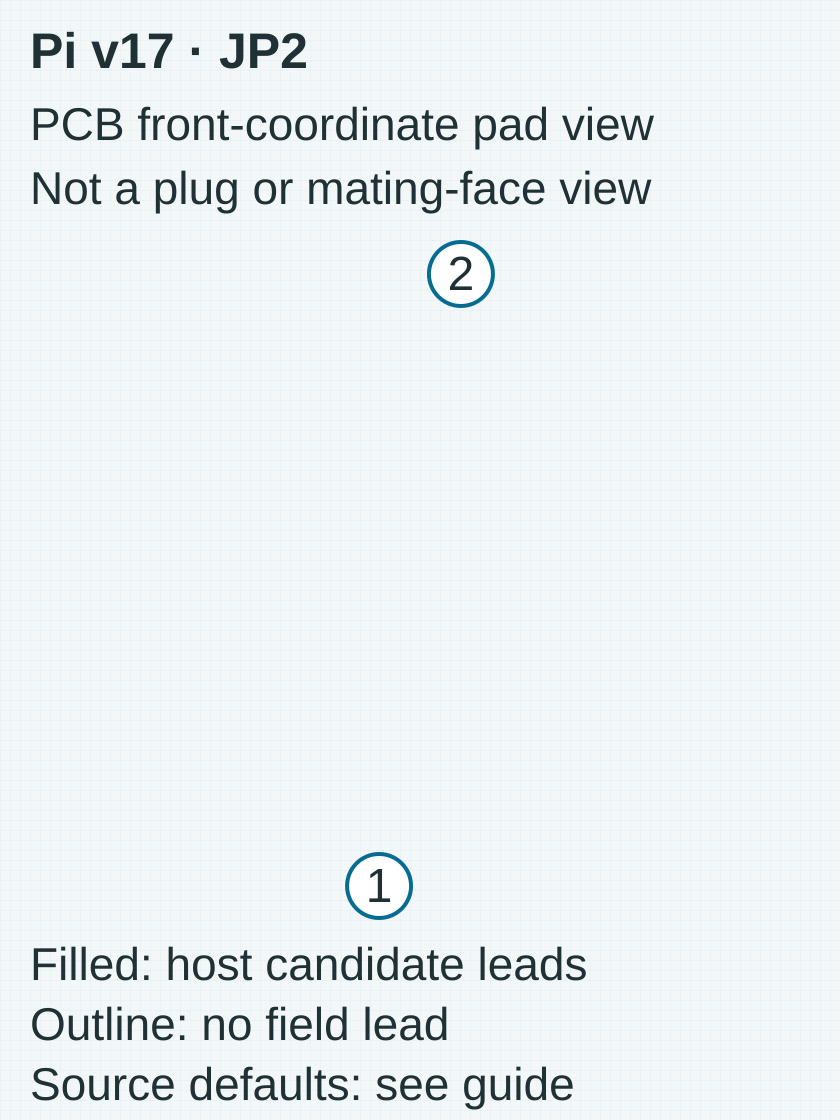 Pi v17 · JP2
PCB front-coordinate pad view
Not a plug or mating-face view
2
1
Filled: host candidate leads
Outline: no field lead
Source defaults: see guide